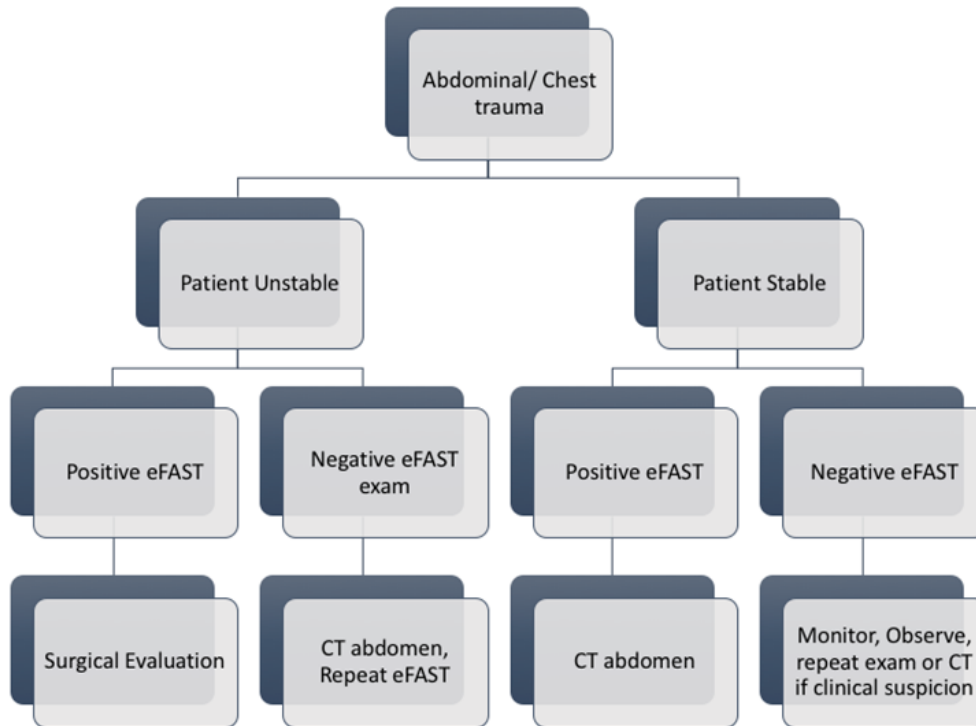 Abdominal/ Chest
trauma
Patient Unstable
Patient Stable
Positive eFAST
Negative eFAST
exam
Positive eFAST
Negative eFAST
Surgical Evaluation
CT abdomen,
Repeat eFAST
CT abdomen
Monitor, Observe,
repeat exam or CT
if clinical suspicion